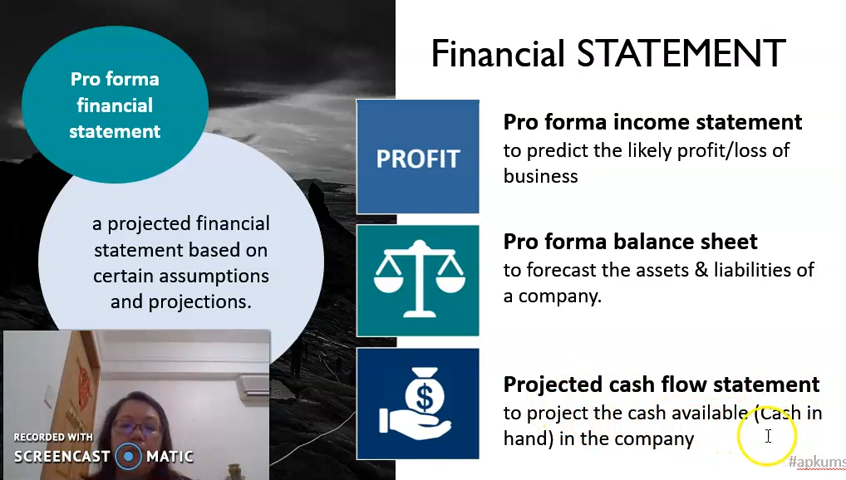 Financial STATEMENT
Pro forma
financial
statement
a projected financial
statement based on
certain assumptions
and projections.
PROFIT
Pro forma income statement
to predict the likely profit/loss of
business
Pro forma balance sheet
to forecast the assets & liabilities of
a company.
$
Projected cash flow statement
to project the cash available (Cash in
hand) in the company
#apkums
RECORDED WITH
SCREENCAST MATIC